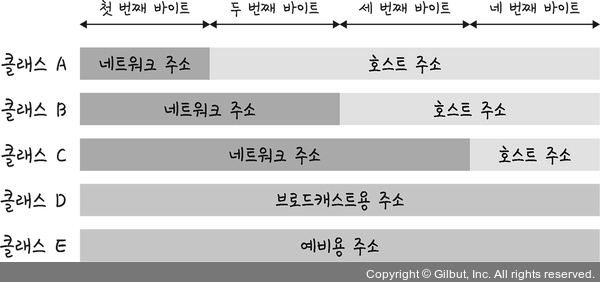 첫 번째 바이트 두 번째 바이트 세 번째 바이트 네 번째 바이트
클래스 A 네트워크 주소 호스트 주소
클래스 B 네트워크 주소 호스트 주소
클래스 C 네트워크 주소 호스트 주소
클래스 D 브로드캐스트용 주소
클래스 E 예비용 주소
Copyright © Gilbut, Inc. All rights reserved.